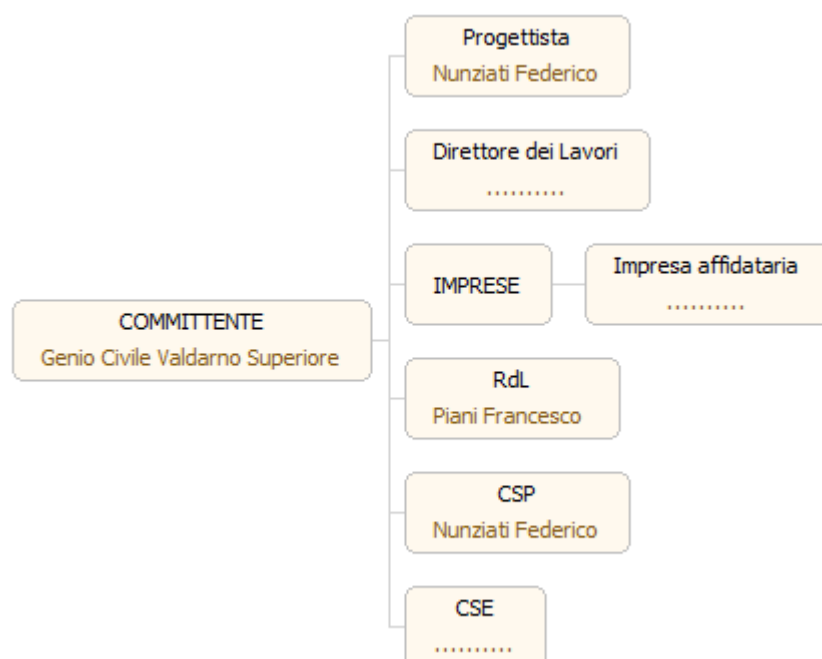 Progettista
Nunziati Federico
Direttore dei Lavori
..........
IMPRESE
Impresa affidataria
..........
COMMITTENTE
Genio Civile Valdarno Superiore
RdL
Piani Francesco
CSP
Nunziati Federico
CSE
..........